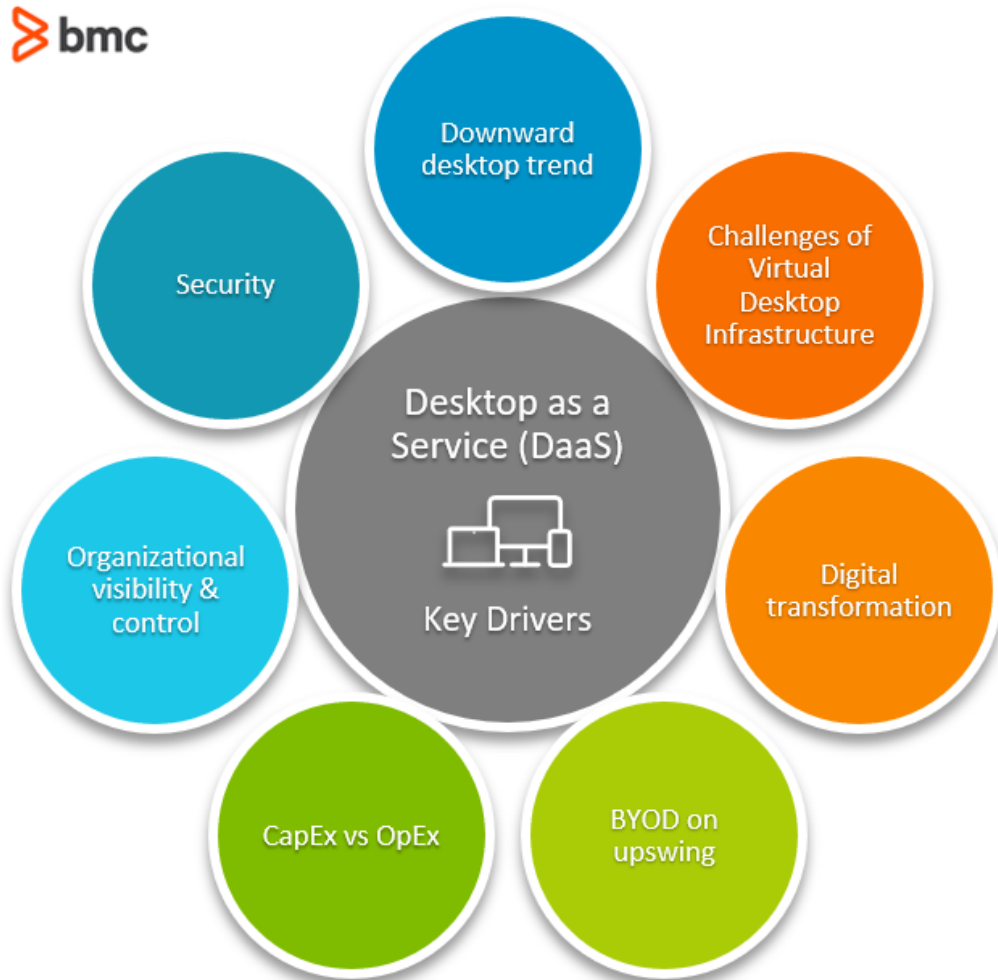 bmc
Downward
desktop trend
Challenges of
Virtual
Desktop
Infrastructure
Digital
transformation
BYOD on
upswing
CapEx vs OpEx
Organizational
visibility &
control
Security
Desktop as a
Service (DaaS)
Key Drivers